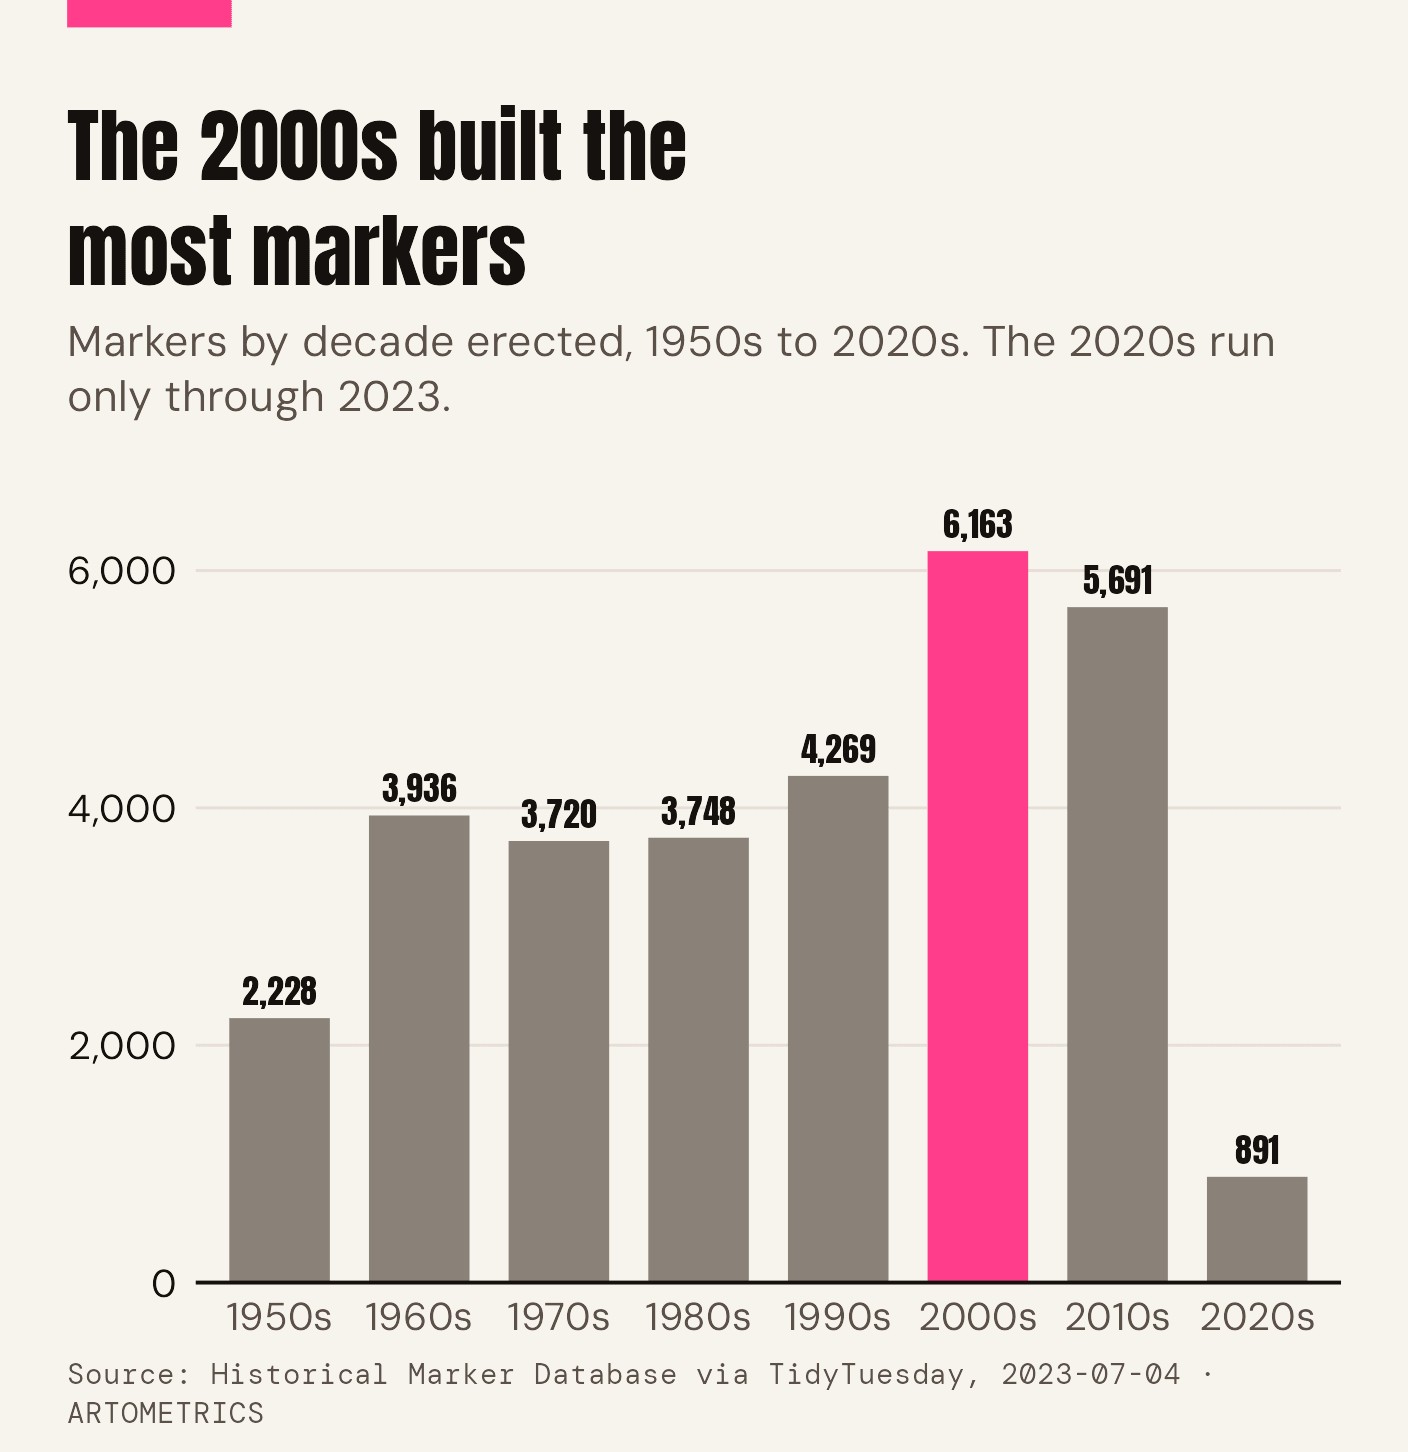 The 2000s built the
most markers
Markers by decade erected, 1950s to 2020s. The 2020s run
only through 2023.
6,163
6,000
5,691
4,269
3,936
4,000
3,720
3,748
2,228
2,000
891
0
1950s 1960s 1970s 1980s 1990s 2000s 2010s 2020s
Source: Historical Marker Database via TidyTuesday, 2023-07-04 ·
ARTOMETRICS